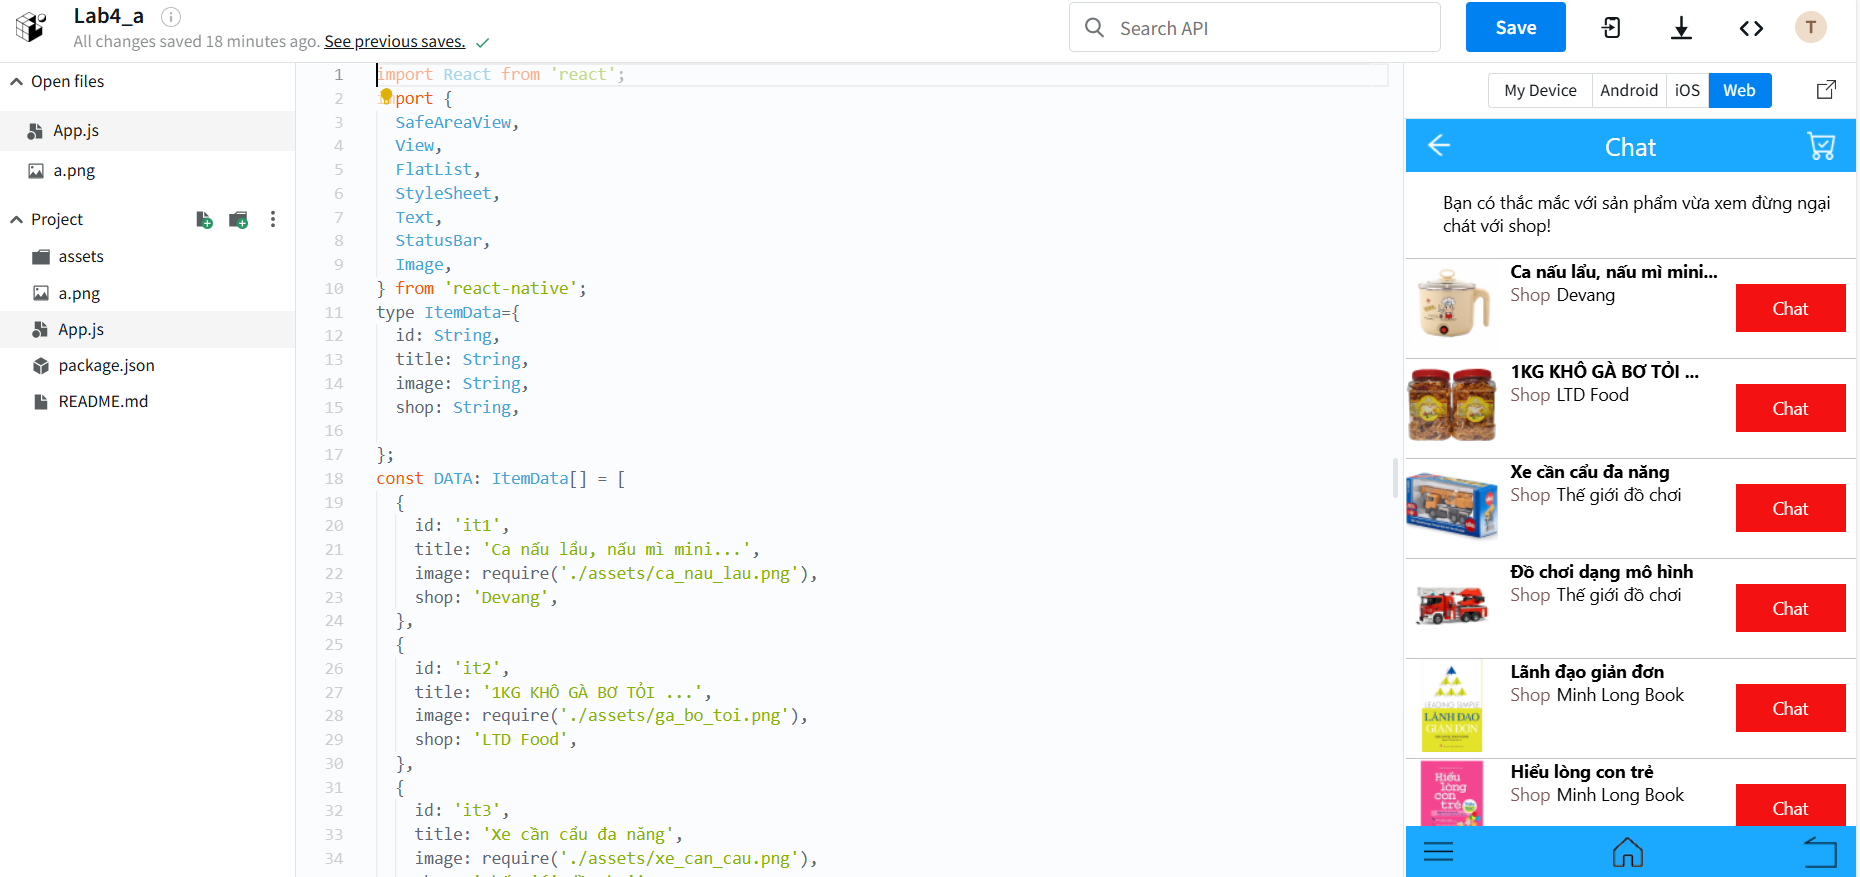 Lab4_a
All changes saved 18 minutes ago. See previous saves.
Search API
Save
T
Open files
App.js
a.png
Project
assets
a.png
App.js
package.json
README.md
1 import React from 'react';
2 import {
3 SafeAreaView,
4 View,
5 FlatList,
6 StyleSheet,
7 Text,
8 StatusBar,
9 Image,
10 } from 'react-native';
11 type ItemData={
12 id: String,
13 title: String,
14 image: String,
15 shop: String,
16
17 };
18 const DATA: ItemData[] = [
19 {
20 id: 'it1',
21 title: 'Ca nấu lẩu, nấu mì mini...',
22 image: require('./assets/ca_nau_lau.png'),
23 shop: 'Devang',
24 },
25 {
26 id: 'it2',
27 title: '1KG KHÔ GÀ BƠ TỎI ...',
28 image: require('./assets/ga_bo_toi.png'),
29 shop: 'LTD Food',
30 },
31 {
32 id: 'it3',
33 title: 'Xe cần cẩu đa năng',
34 image: require('./assets/xe_can_cau.png'),
My Device
Android
iOS
Web
Chat
Bạn có thắc mắc với sản phẩm vừa xem đừng ngại
chát với shop!
Ca nấu lẩu, nấu mì mini...
Shop Devang
Chat
1KG KHÔ GÀ BƠ TỎI ...
Shop LTD Food
Chat
Xe cần cẩu đa năng
Shop Thế giới đồ chơi
Chat
Đồ chơi dạng mô hình
Shop Thế giới đồ chơi
Chat
Lãnh đạo giản đơn
Shop Minh Long Book
Chat
LEADING SIMPLE
LÃNH ĐẠO
GIẢN ĐƠN
Hiểu lòng con trẻ
Shop Minh Long Book
Chat
Hiểu
lòng
con
trẻ